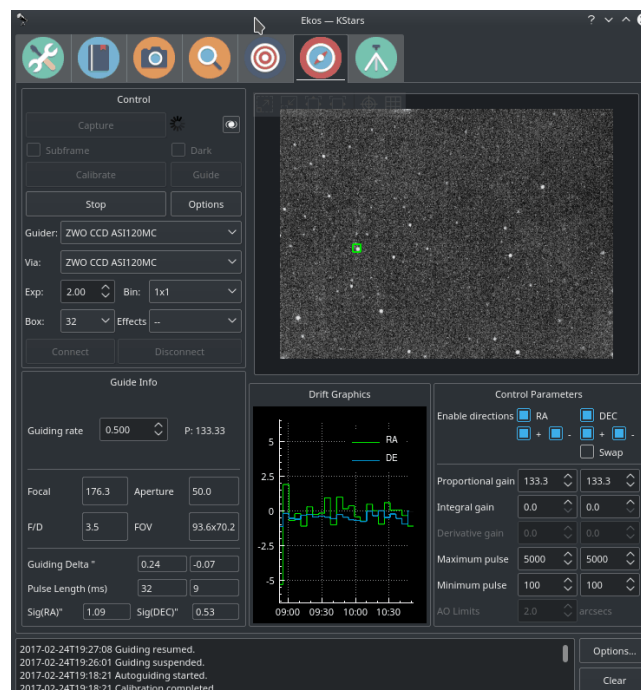 Ekos — KStars
Control
Capture
Subframe Dark
Calibrate Guide
Stop Options
Guider: ZWO CCD ASI120MC
Via: ZWO CCD ASI120MC
Exp: 2.00 Bin: 1x1
Box: 32 Effects --
Connect Disconnect
Guide Info
Guiding rate 0.500 P: 133.33
Focal 176.3 Aperture 50.0
F/D 3.5 FOV 93.6x70.2
Guiding Delta " 0.24 -0.07
Pulse Length (ms) 32 9
Sig(RA)" 1.09 Sig(DEC)" 0.53
Drift Graphics
RA
DE
5
2.5
0
-2.5
-5
09:00 09:30 10:00 10:30
Control Parameters
Enable directions RA DEC
+ - + -
Swap
Proportional gain 133.3 133.3
Integral gain 0.0 0.0
Derivative gain 0.0 0.0
Maximum pulse 5000 5000
Minimum pulse 100 100
AO Limits 2.0 arcsecs
2017-02-24T19:27:08 Guiding resumed.
2017-02-24T19:26:01 Guiding suspended.
2017-02-24T19:18:21 Autoguiding started.
2017-02-24T19:18:21 Calibration completed.
Options...
Clear